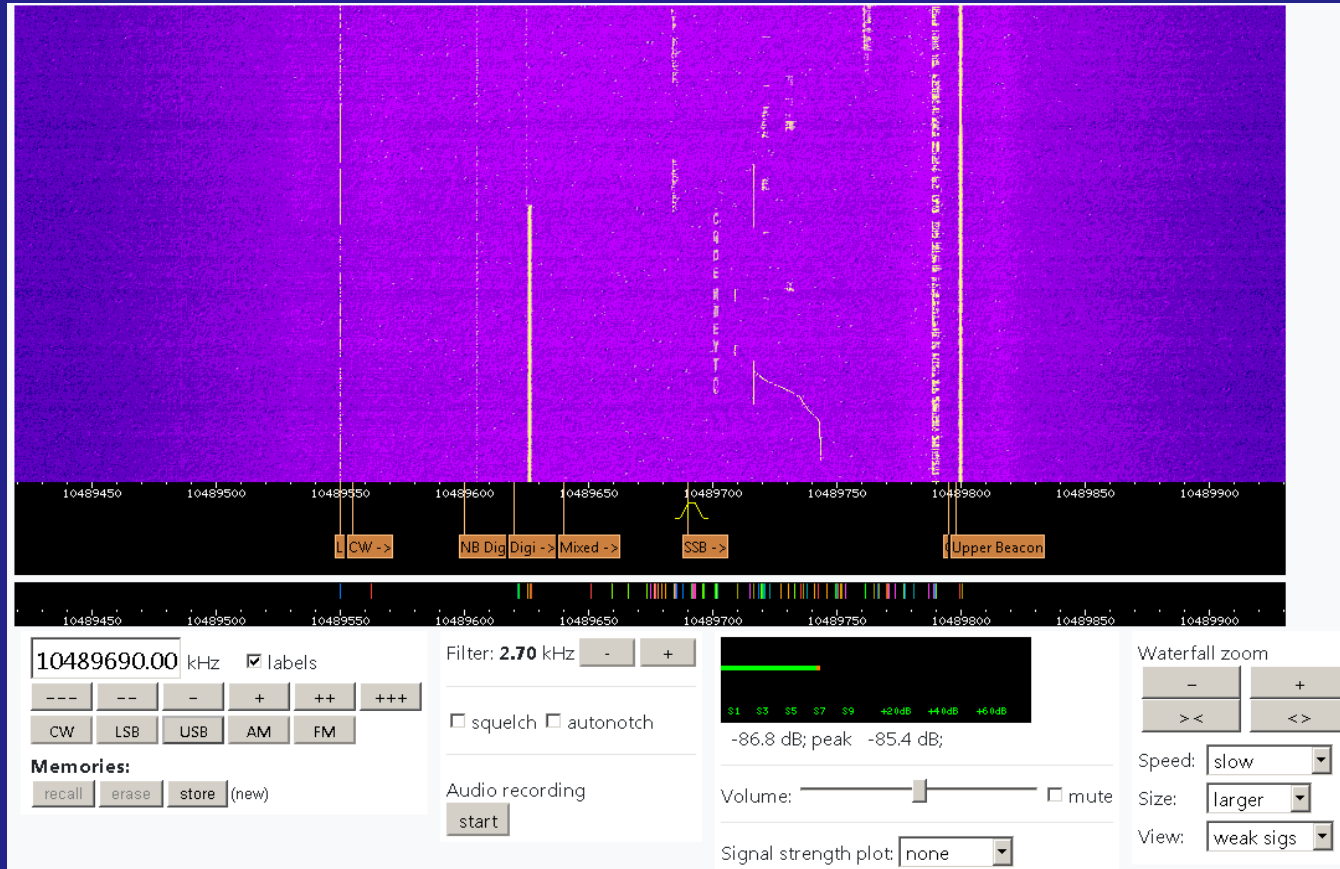 10489450 10489500 10489550 10489600 10489650 10489700 10489750 10489800 10489850 10489900
L CW -> NB Dig Digi -> Mixed -> SSB -> Upper Beacon
10489450 10489500 10489550 10489600 10489650 10489700 10489750 10489800 10489850 10489900
10489690.00 kHz labels
--- -- - + ++ +++
CW LSB USB AM FM
Memories:
recall erase store (new)
Filter: 2.70 kHz - +
squelch autonotch
Audio recording
start
S1 S3 S5 S7 S9 +20dB +40dB +60dB
-86.8 dB; peak -85.4 dB;
Volume: mute
Signal strength plot: none
Waterfall zoom
- +
> < < >
Speed: slow
Size: larger
View: weak sigs